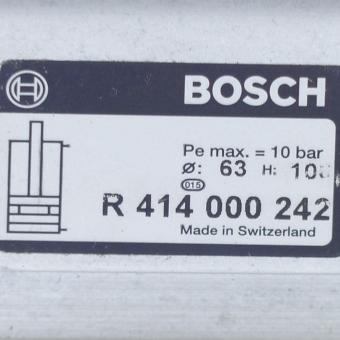 BOSCH
Pe max. = 10 bar
Ø: 63 H:
015
R 414 000 242
Made in Switzerland